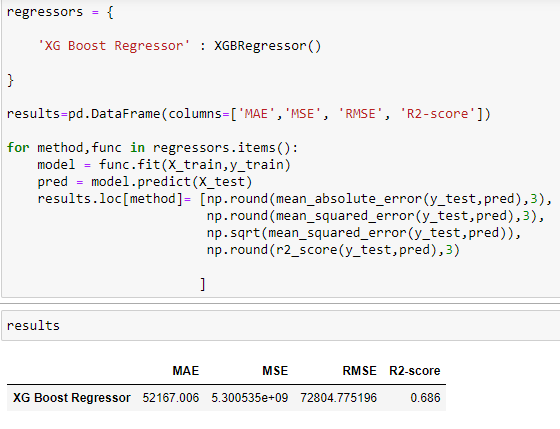 regressors = {
'XG Boost Regressor' : XGBRegressor()
}
results=pd.DataFrame(columns=['MAE','MSE', 'RMSE', 'R2-score'])
for method,func in regressors.items():
model = func.fit(X_train,y_train)
pred = model.predict(X_test)
results.loc[method]= [np.round(mean_absolute_error(y_test,pred),3),
np.round(mean_squared_error(y_test,pred),3),
np.sqrt(mean_squared_error(y_test,pred)),
np.round(r2_score(y_test,pred),3)
]
results
MAE MSE RMSE R2-score
XG Boost Regressor 52167.006 5.300535e+09 72804.775196 0.686